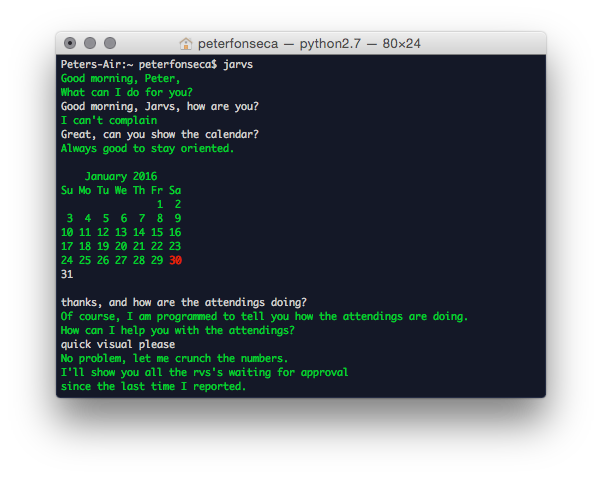 peterfonseca — python2.7 — 80×24
Peters-Air:~ peterfonseca$ jarvs
Good morning, Peter,
What can I do for you?
Good morning, Jarvs, how are you?
I can't complain
Great, can you show the calendar?
Always good to stay oriented.
January 2016
Su Mo Tu We Th Fr Sa
1  2
3  4  5  6  7  8  9
10 11 12 13 14 15 16
17 18 19 20 21 22 23
24 25 26 27 28 29 30
31
thanks, and how are the attendings doing?
Of course, I am programmed to tell you how the attendings are doing.
How can I help you with the attendings?
quick visual please
No problem, let me crunch the numbers.
I'll show you all the rvs's waiting for approval
since the last time I reported.